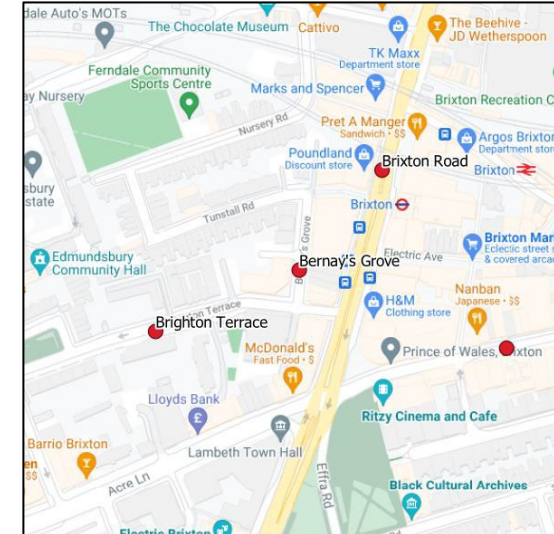 dale Auto's MOTs
The Chocolate Museum
Cattivo
The Beehive -
JD Wetherspoon
TK Maxx
Department store
Ferndale Community
Sports Centre
Marks and Spencer
ay Nursery
Brixton Recreation C
Nursery Rd
Pret A Manger
Sandwich • $$
Argos Brixton
Department store
Poundland
Discount store
Brixton Road
Brixton
sbury
state
Tunstall Rd
Brixton
Edmundsbury
Community Hall
Bernay's Grove
Electric Ave
Brixton Mar
Eclectic street
& covered arcad
H&M
Clothing store
Nanban
Japanese • $$
Brighton Terrace
McDonald's
Fast Food • $
Prince of Wales, Brixton
Lloyds Bank
£
Ritzy Cinema and Cafe
Barrio Brixton
Lambeth Town Hall
en
$$
Acre Ln
Effra Rd
Black Cultural Archives
Electric Brixton